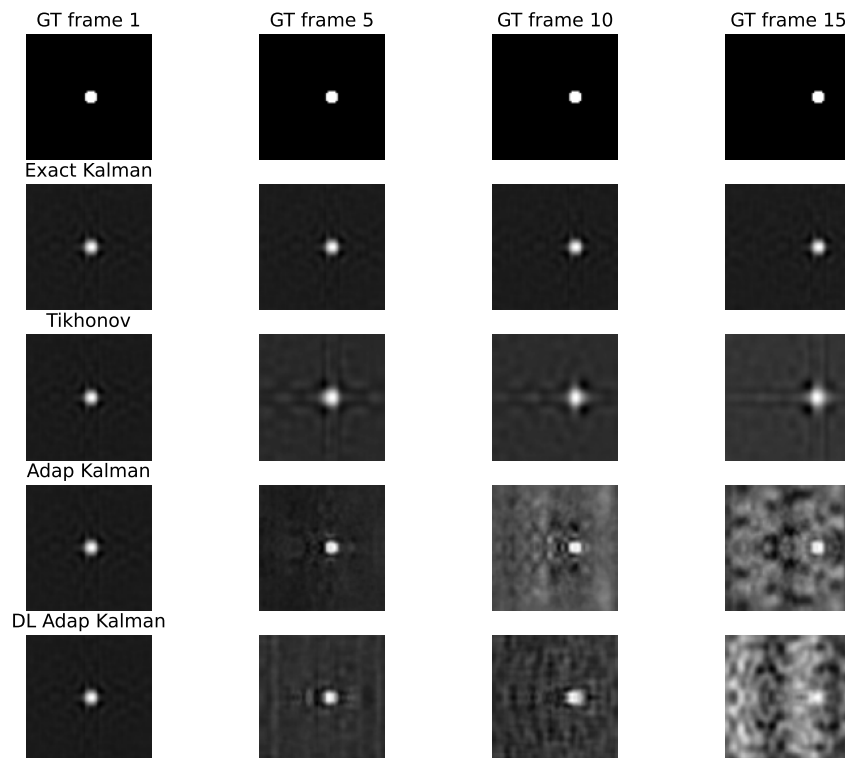 GT frame 1
GT frame 5
GT frame 10
GT frame 15
Exact Kalman
Tikhonov
Adap Kalman
DL Adap Kalman